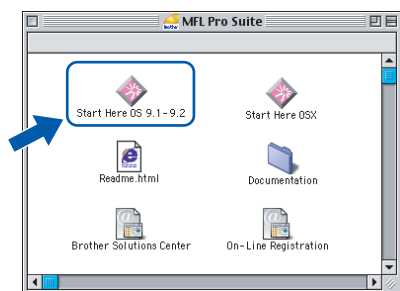 brother MFL Pro Suite
Start Here OS 9.1-9.2
Start Here OSX
Readme.html
Documentation
Brother Solutions Center
On-Line Registration